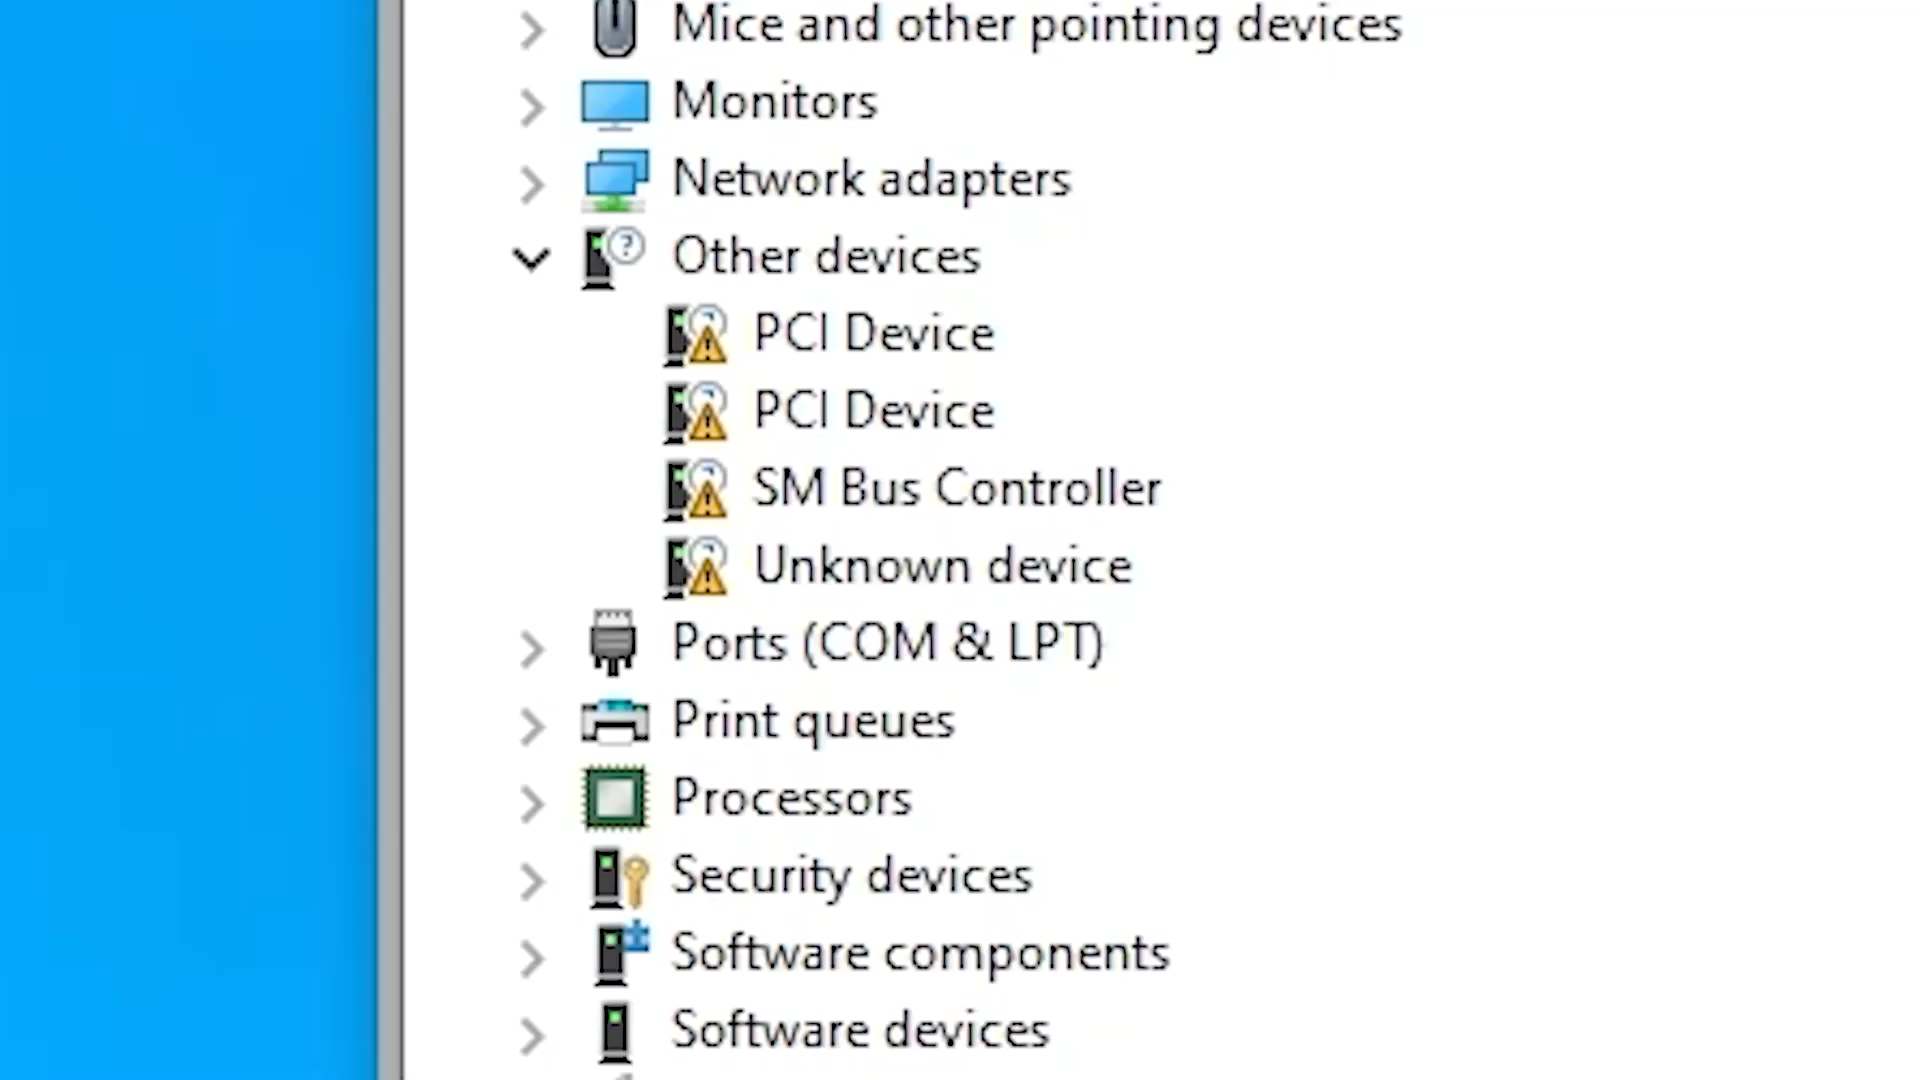 Mice and other pointing devices
Monitors
Network adapters
Other devices
PCI Device
PCI Device
SM Bus Controller
Unknown device
Ports (COM & LPT)
Print queues
Processors
Security devices
Software components
Software devices